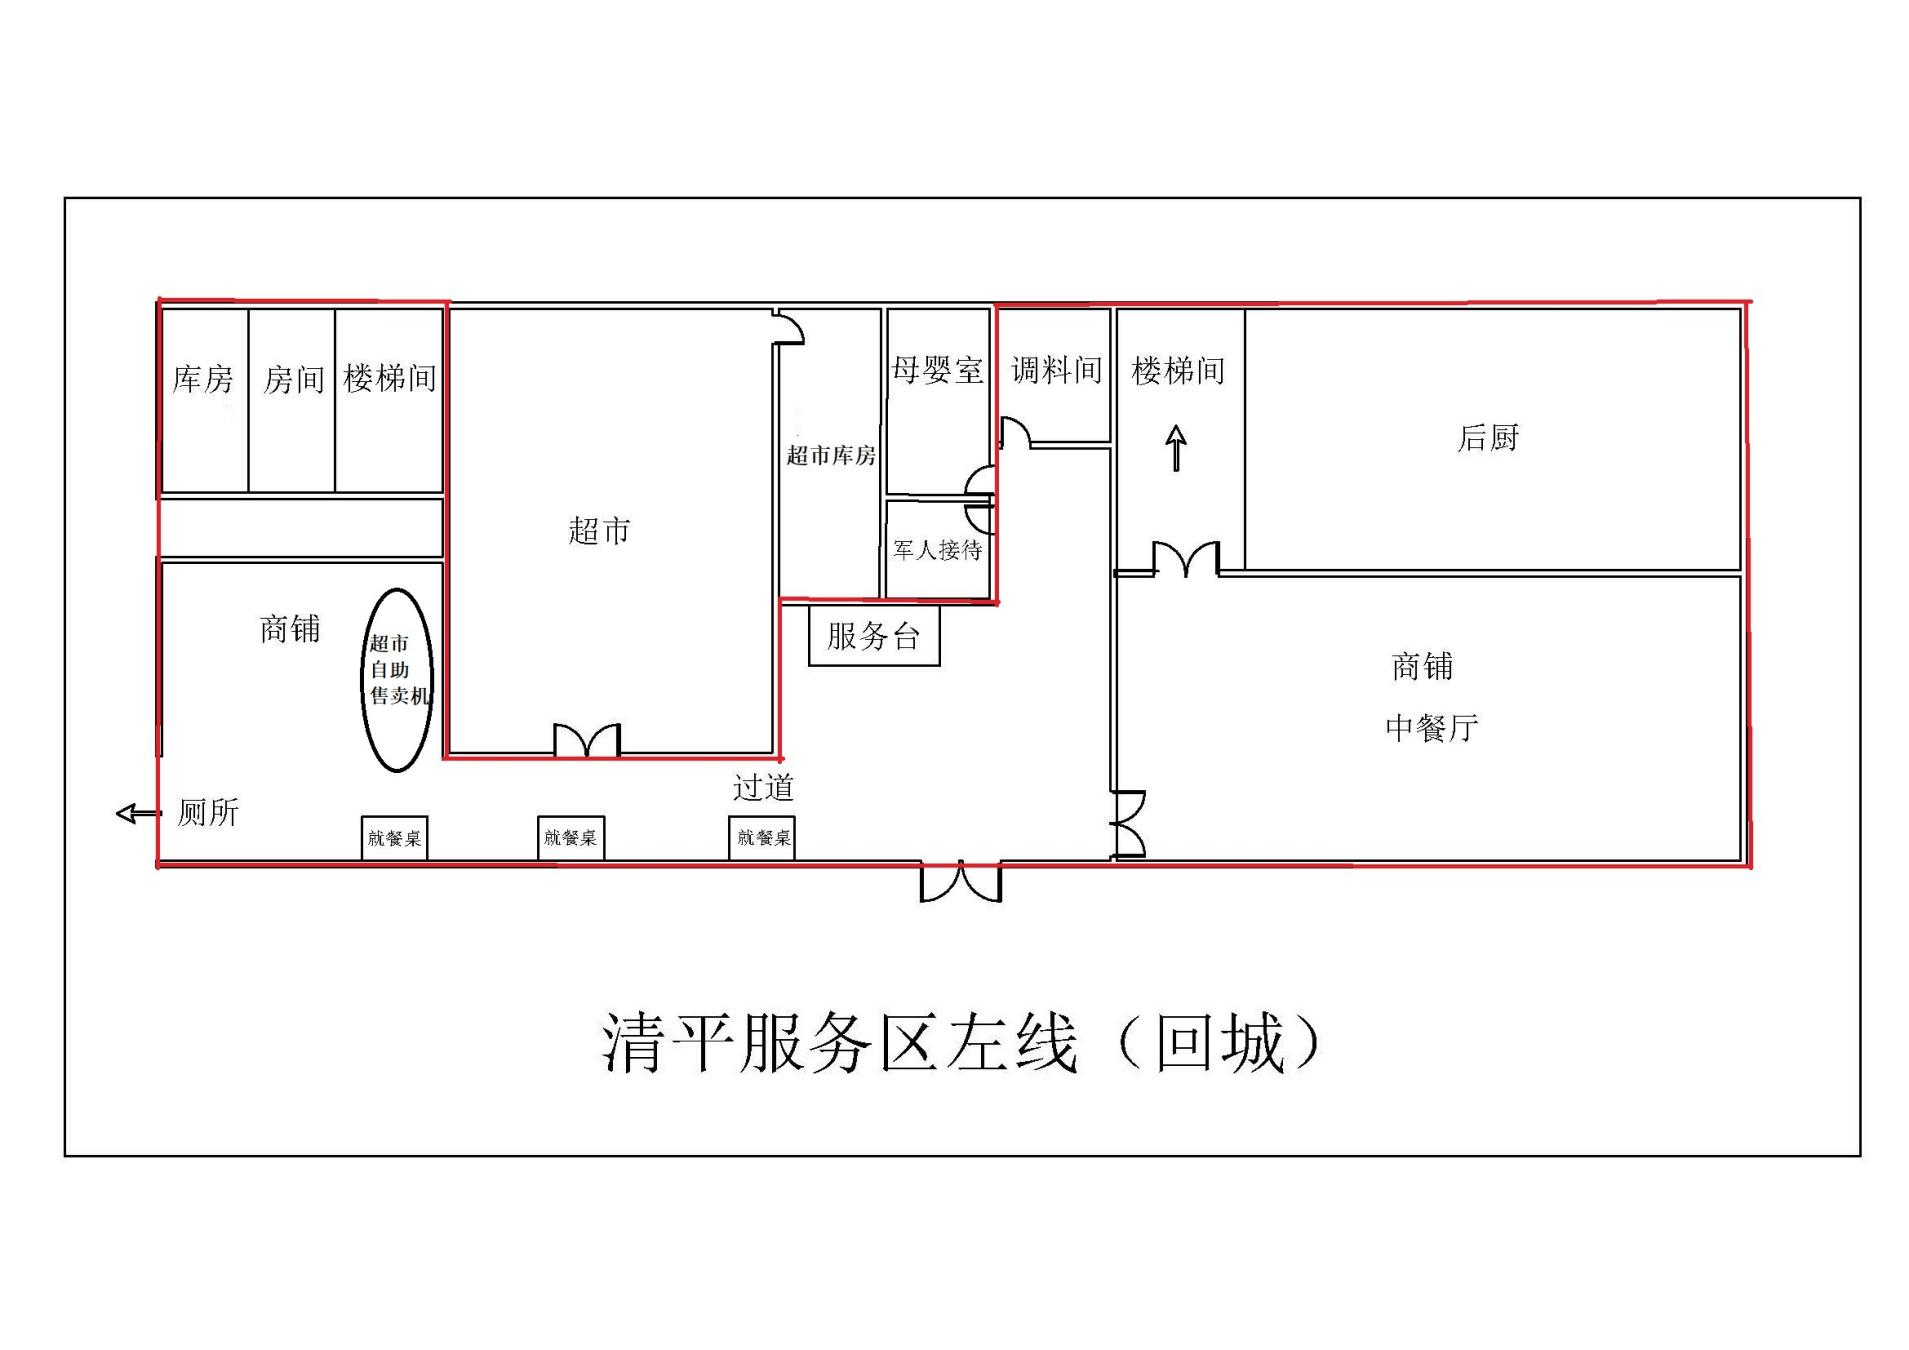 库房
房间
楼梯间
母婴室
调料间
楼梯间
后厨
超市库房
超市
军人接待
商铺
超市
自助
售卖机
服务台
商铺
中餐厅
过道
厕所
就餐桌
就餐桌
就餐桌
清平服务区左线（回城）